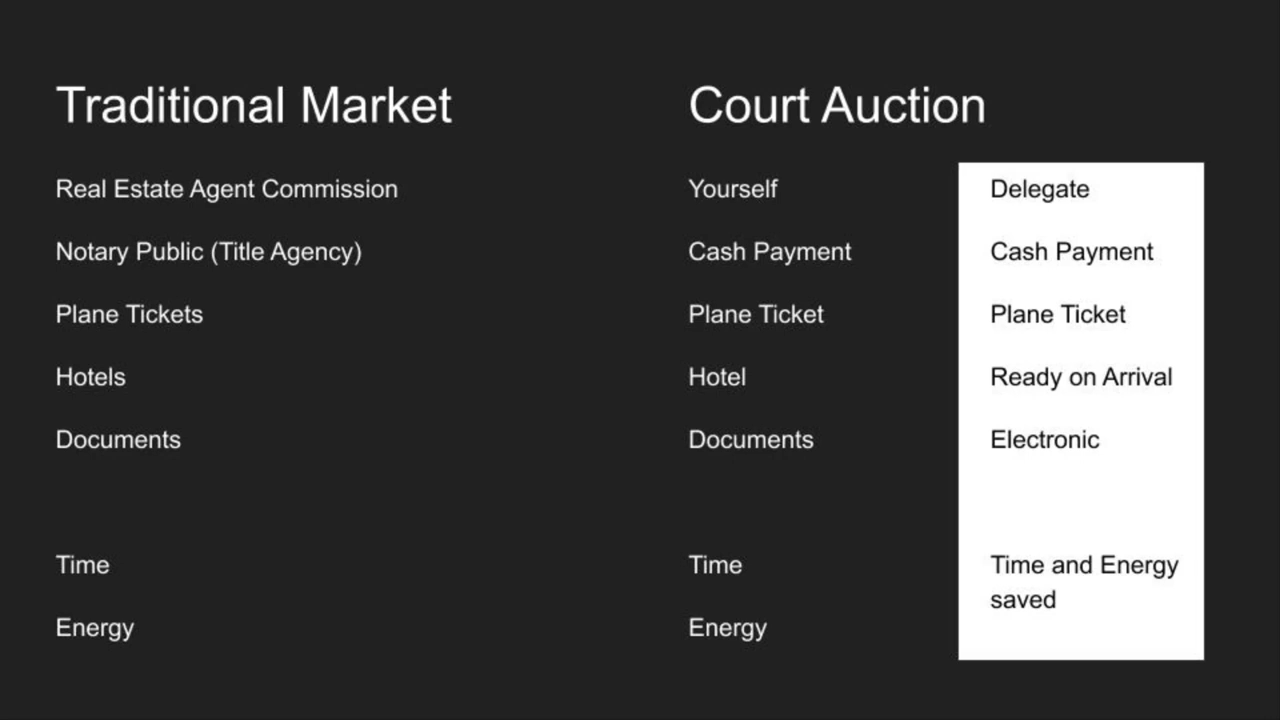 Traditional Market
Real Estate Agent Commission
Notary Public (Title Agency)
Plane Tickets
Hotels
Documents
Time
Energy
Court Auction
Yourself
Cash Payment
Plane Ticket
Hotel
Documents
Time
Energy
Delegate
Cash Payment
Plane Ticket
Ready on Arrival
Electronic
Time and Energy
saved